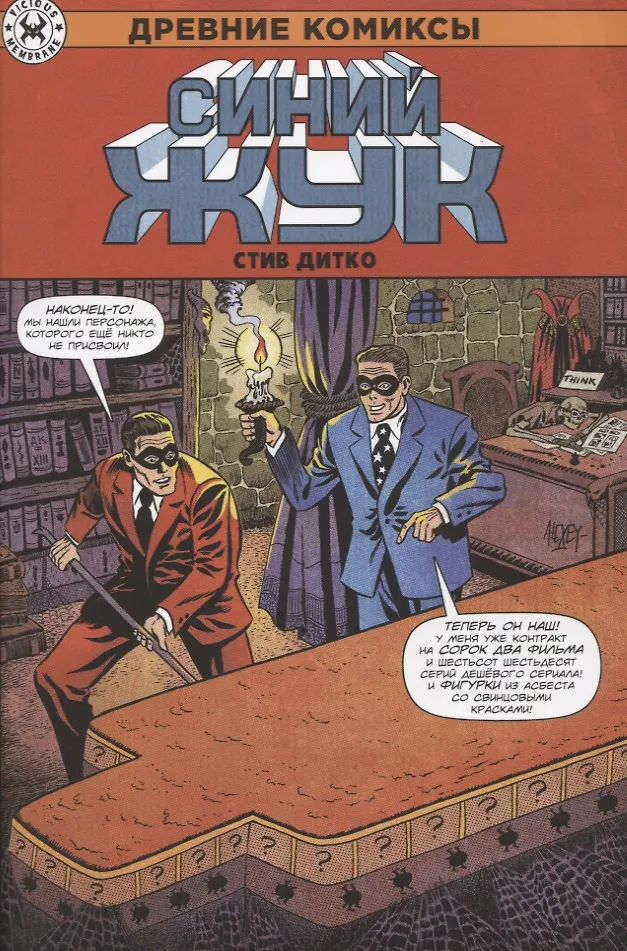 VICIOUS
MEMBRANE
ДРЕВНИЕ КОМИКСЫ
СИНИЙ
ЖУК
СТИВ ДИТКО
НАКОНЕЦ-ТО!
МЫ НАШЛИ ПЕРСОНАЖА,
КОТОРОГО ЕЩЁ НИКТО
НЕ ПРИСВОИЛ!
THINK
ALEXEY
ТЕПЕРЬ ОН НАШ!
У МЕНЯ УЖЕ КОНТРАКТ
НА СОРОК ДВА ФИЛЬМА
И ШЕСТЬСОТ ШЕСТЬДЕСЯТ
СЕРИЙ ДЕШЁВОГО СЕРИАЛА!
И ФИГУРКИ ИЗ АСБЕСТА
СО СВИНЦОВЫМИ
КРАСКАМИ!
? ? ? ? ? ? ? ? ? ? ?